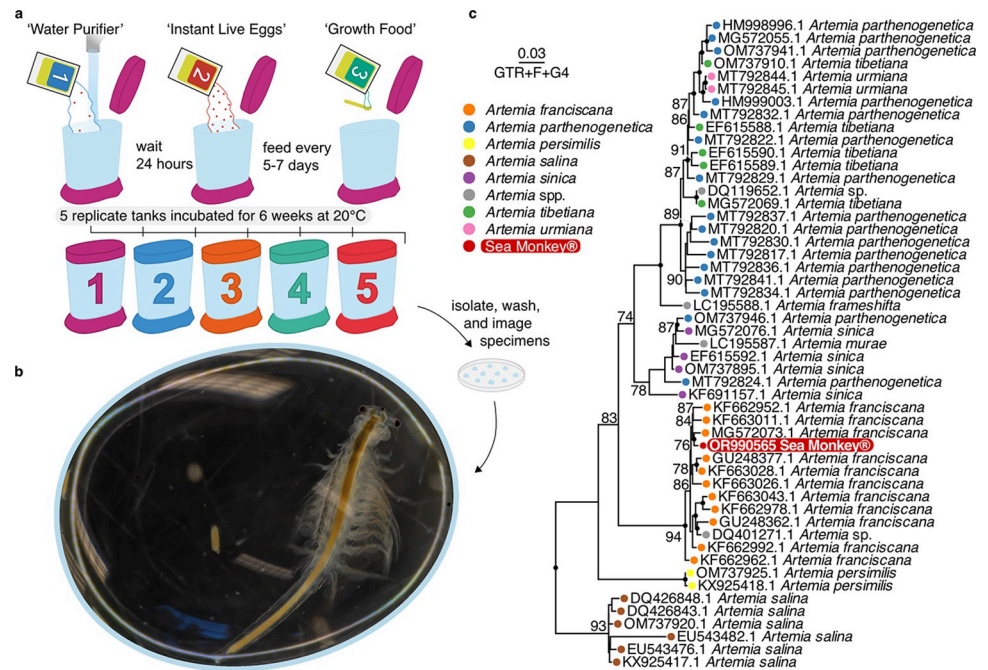 a
'Water Purifier' 'Instant Live Eggs' 'Growth Food'
1
2
3
wait
24 hours
feed every
5-7 days
5 replicate tanks incubated for 6 weeks at 20°C
1 2 3 4 5
isolate, wash,
and image
specimens
b
c
0.03
GTR+F+G4
Artemia franciscana
Artemia parthenogenetica
Artemia persimilis
Artemia salina
Artemia sinica
Artemia spp.
Artemia tibetiana
Artemia urmiana
Sea Monkey®
HM998996.1 Artemia parthenogenetica
MG572055.1 Artemia parthenogenetica
OM737941.1 Artemia parthenogenetica
OM737910.1 Artemia tibetiana
MT792844.1 Artemia urmiana
MT792845.1 Artemia urmiana
87 HM999003.1 Artemia parthenogenetica
86 MT792832.1 Artemia parthenogenetica
EF615588.1 Artemia tibetiana
MT792822.1 Artemia parthenogenetica
91 EF615590.1 Artemia tibetiana
EF615589.1 Artemia tibetiana
87 MT792829.1 Artemia parthenogenetica
DQ119652.1 Artemia sp.
MG572069.1 Artemia tibetiana
89 MT792837.1 Artemia parthenogenetica
MT792820.1 Artemia parthenogenetica
MT792830.1 Artemia parthenogenetica
MT792817.1 Artemia parthenogenetica
MT792836.1 Artemia parthenogenetica
90 MT792841.1 Artemia parthenogenetica
MT792834.1 Artemia parthenogenetica
LC195588.1 Artemia frameshifta
74 OM737946.1 Artemia parthenogenetica
87 MG572076.1 Artemia sinica
LC195587.1 Artemia murae
EF615592.1 Artemia sinica
OM737895.1 Artemia sinica
MT792824.1 Artemia parthenogenetica
78 KF691157.1 Artemia sinica
87 KF662952.1 Artemia franciscana
83 84 KF663011.1 Artemia franciscana
MG572073.1 Artemia franciscana
76 OR990565 Sea Monkey®
GU248377.1 Artemia franciscana
78 KF663028.1 Artemia franciscana
86 KF663026.1 Artemia franciscana
KF663043.1 Artemia franciscana
KF662978.1 Artemia franciscana
GU248362.1 Artemia franciscana
94 DQ401271.1 Artemia sp.
KF662992.1 Artemia franciscana
KF662962.1 Artemia franciscana
OM737925.1 Artemia persimilis
KX925418.1 Artemia persimilis
DQ426848.1 Artemia salina
DQ426843.1 Artemia salina
93 OM737920.1 Artemia salina
EU543482.1 Artemia salina
EU543476.1 Artemia salina
KX925417.1 Artemia salina